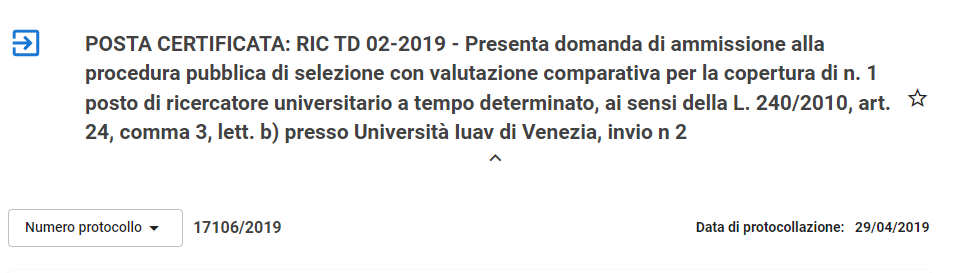 POSTA CERTIFICATA: RIC TD 02-2019 - Presenta domanda di ammissione alla
procedura pubblica di selezione con valutazione comparativa per la copertura di n. 1
posto di ricercatore universitario a tempo determinato, ai sensi della L. 240/2010, art.
24, comma 3, lett. b) presso Università Iuav di Venezia, invio n 2
Numero protocollo 17106/2019 Data di protocollazione: 29/04/2019